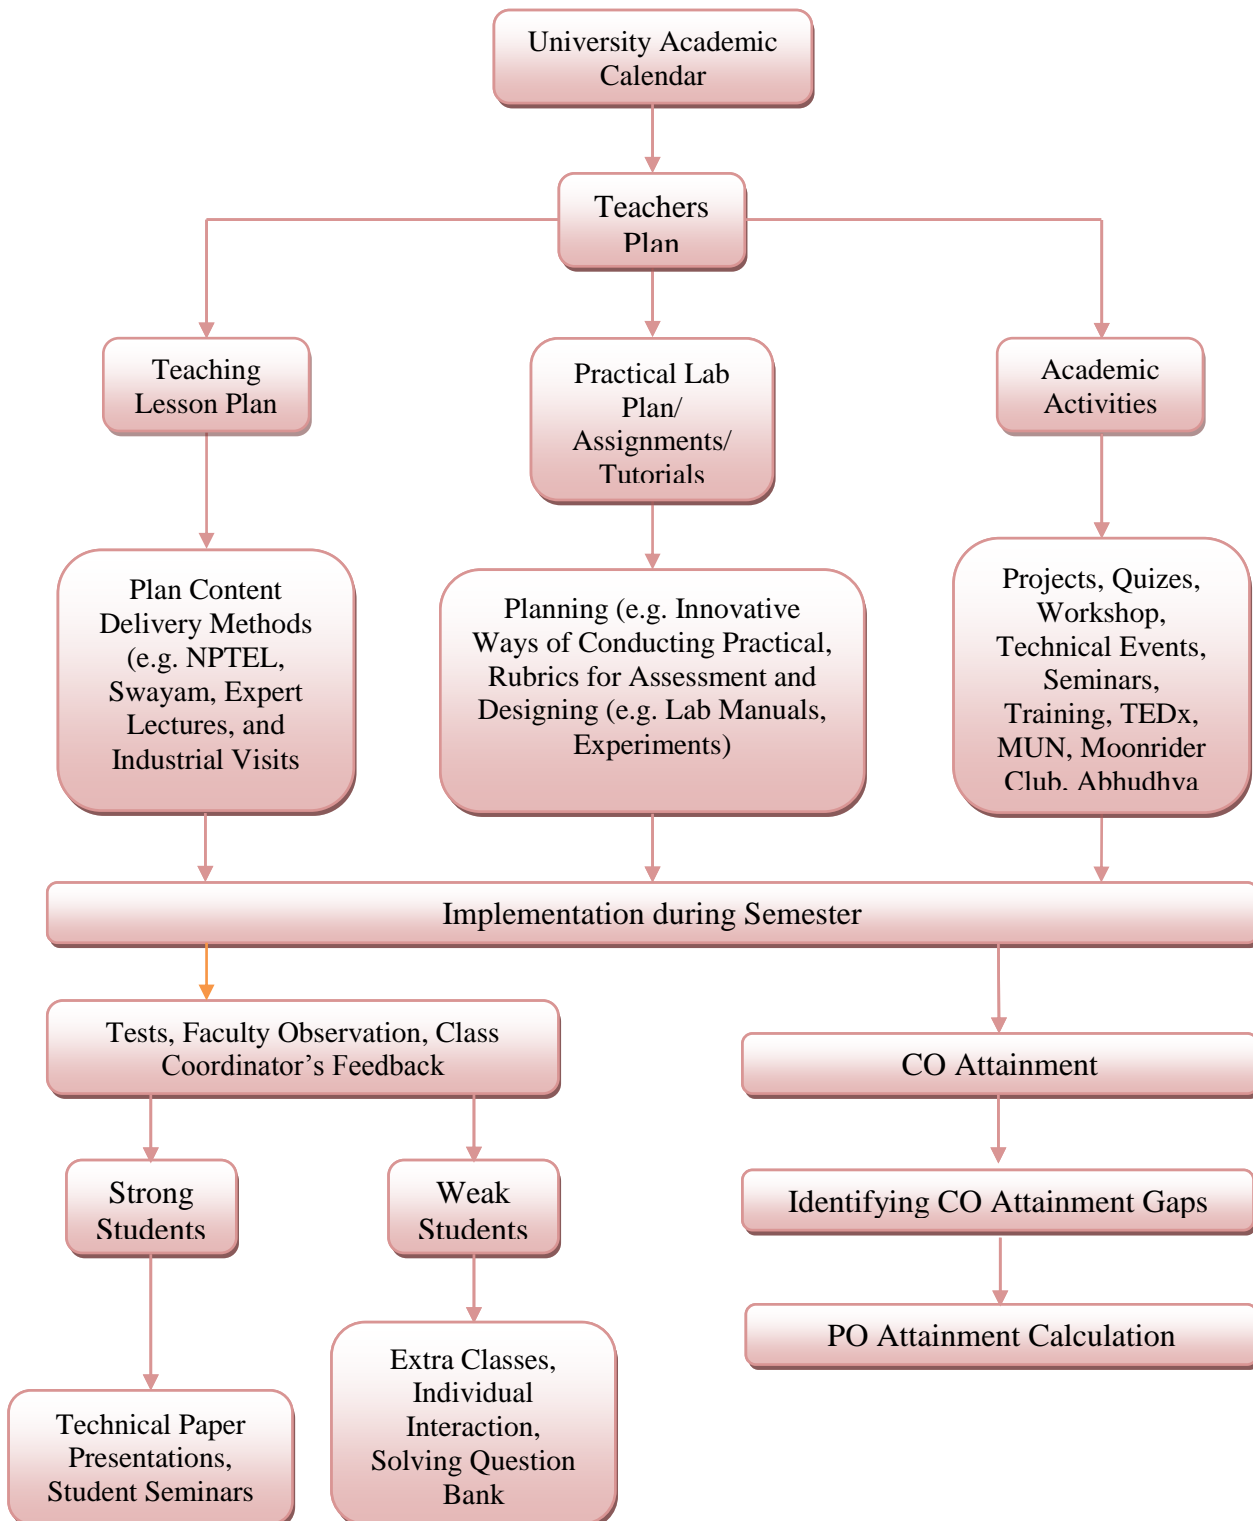 University Academic
Calendar
Teachers
Plan
Teaching
Lesson Plan
Practical Lab
Plan/
Assignments/
Tutorials
Academic
Activities
Plan Content
Delivery Methods
(e.g. NPTEL,
Swayam, Expert
Lectures, and
Industrial Visits
Planning (e.g. Innovative
Ways of Conducting Practical,
Rubrics for Assessment and
Designing (e.g. Lab Manuals,
Experiments)
Projects, Quizes,
Workshop,
Technical Events,
Seminars,
Training, TEDx,
MUN, Moonrider
Club, Abhudhya
Implementation during Semester
Tests, Faculty Observation, Class
Coordinator’s Feedback
CO Attainment
Strong
Students
Weak
Students
Identifying CO Attainment Gaps
PO Attainment Calculation
Extra Classes,
Individual
Interaction,
Solving Question
Bank
Technical Paper
Presentations,
Student Seminars